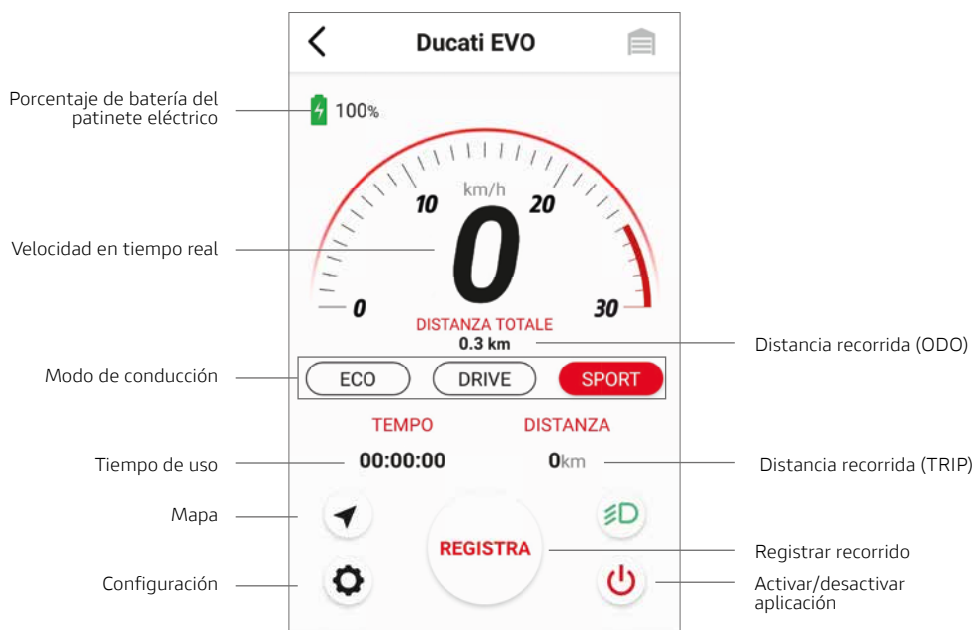 Ducati EVO
Porcentaje de batería del
patinete eléctrico
100%
km/h
10
20
0
Velocidad en tiempo real
0
30
DISTANZA TOTALE
0.3 km
Distancia recorrida (ODO)
Modo de conducción
ECO
DRIVE
SPORT
TEMPO
DISTANZA
Tiempo de uso
00:00:00
0km
Distancia recorrida (TRIP)
Mapa
REGISTRA
Registrar recorrido
Configuración
Activar/desactivar
aplicación